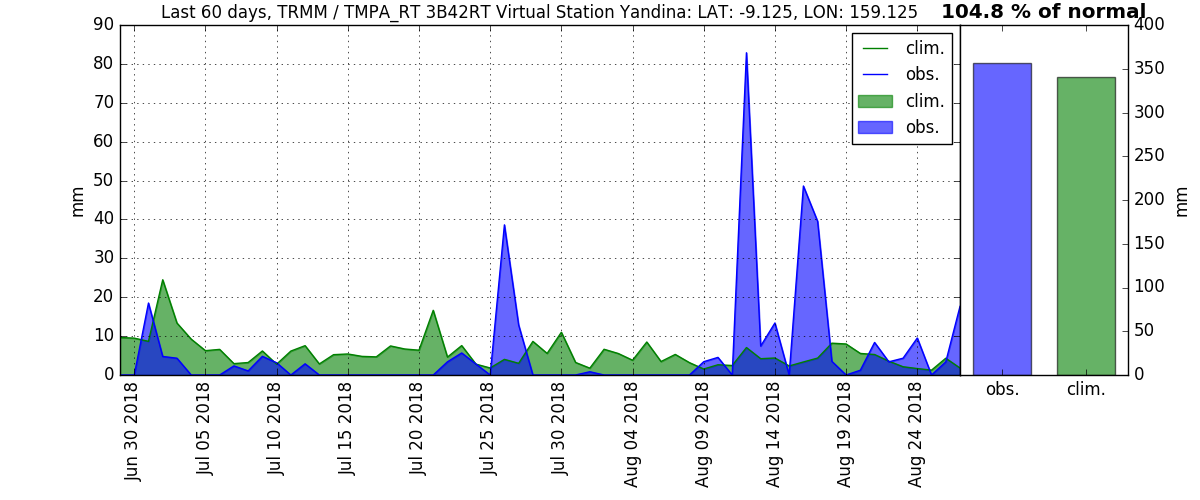 Last 60 days, TRMM / TMPA_RT 3B42RT Virtual Station Yandina: LAT: -9.125, LON: 159.125
104.8 % of normal
90
80
70
60
50
40
30
20
10
0
mm
clim.
obs.
clim.
obs.
400
350
300
250
200
150
100
50
0
mm
Jun 30 2018
Jul 05 2018
Jul 10 2018
Jul 15 2018
Jul 20 2018
Jul 25 2018
Jul 30 2018
Aug 04 2018
Aug 09 2018
Aug 14 2018
Aug 19 2018
Aug 24 2018
obs.
clim.